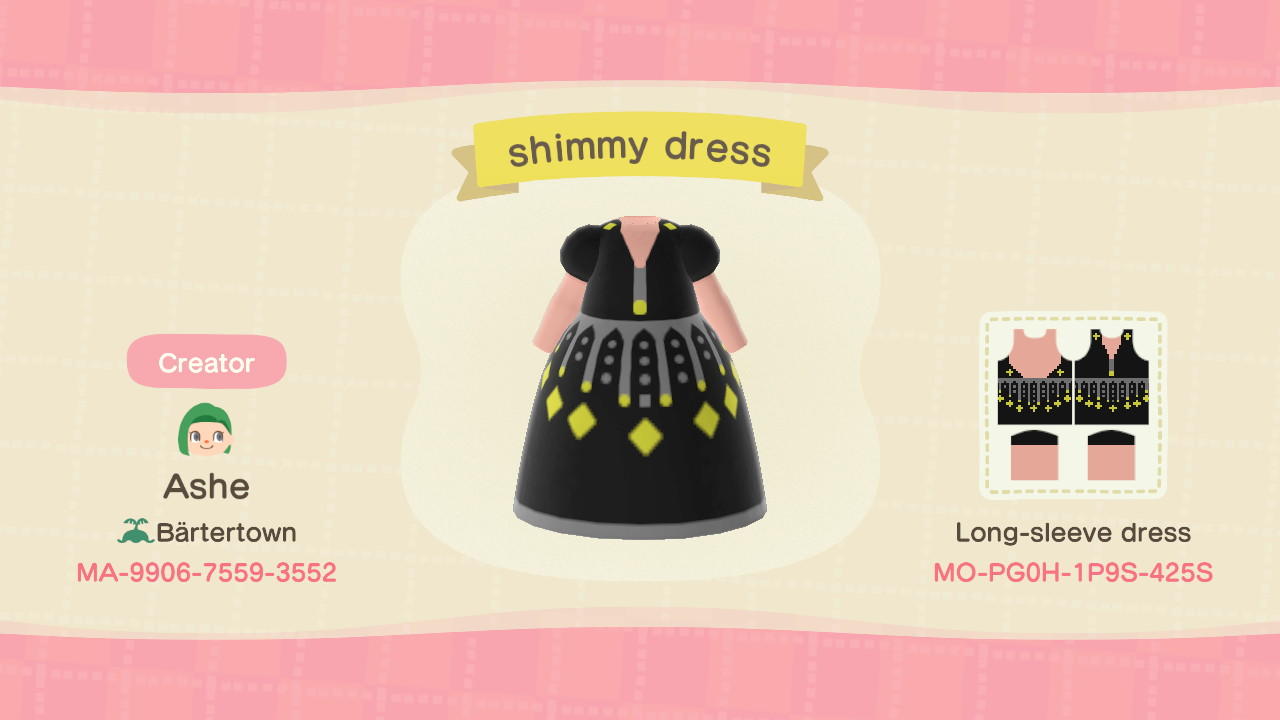 shimmy dress
Creator
Ashe
Bärtertown
MA-9906-7559-3552
Long-sleeve dress
MO-PG0H-1P9S-425S